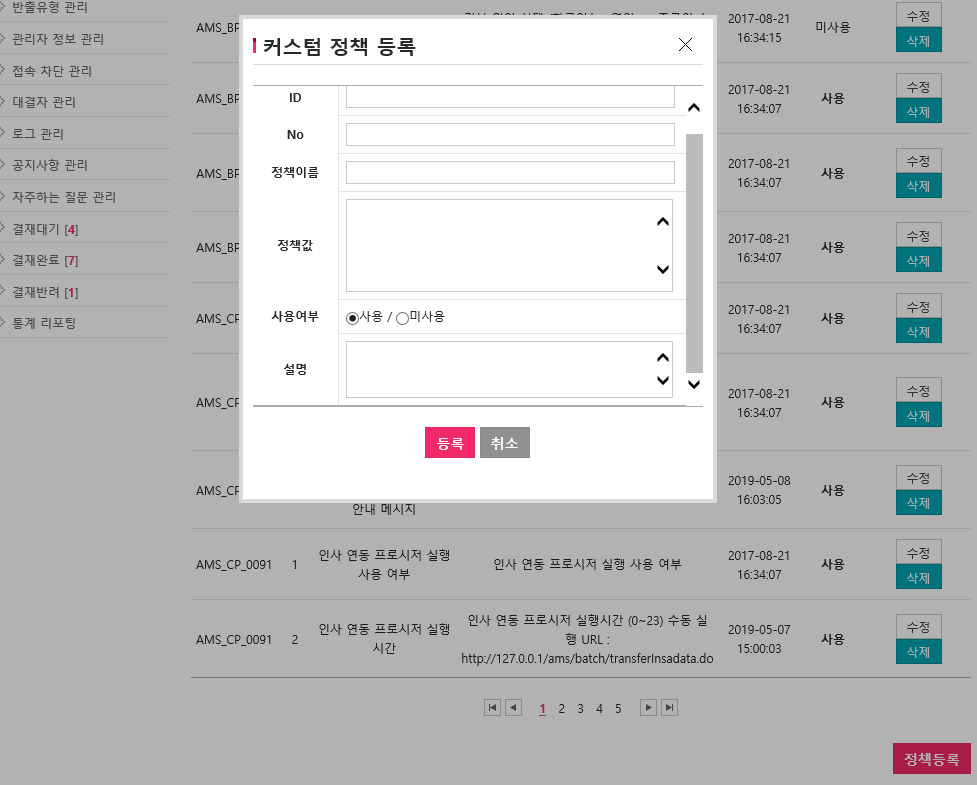 반출유형 관리
관리자 정보 관리
접속 차단 관리
대결자 관리
로그 관리
공지사항 관리
자주하는 질문 관리
결재대기 [4]
결재완료 [7]
결재반려 [1]
통계 리포팅
커스텀 정책 등록
ID
No
정책이름
정책값
사용여부
사용 / 미사용
설명
등록 취소
2017-08-21
16:34:15
미사용
수정
삭제
AMS_BP
2017-08-21
16:34:07
사용
수정
삭제
AMS_BP
2017-08-21
16:34:07
사용
수정
삭제
AMS_BP
2017-08-21
16:34:07
사용
수정
삭제
AMS_BP
2017-08-21
16:34:07
사용
수정
삭제
AMS_CP
2017-08-21
16:34:07
사용
수정
삭제
AMS_CP
2019-05-08
16:03:05
사용
수정
삭제
AMS_CP
안내 메시지
AMS_CP_0091 1 인사 연동 프로시저 실행
사용 여부
인사 연동 프로시저 실행 사용 여부
2017-08-21
16:34:07
사용
수정
삭제
AMS_CP_0091 2 인사 연동 프로시저 실행
시간
인사 연동 프로시저 실행시간 (0~23) 수동 실
행 URL :
http://127.0.0.1/ams/batch/transferInsadata.do
2019-05-07
15:00:03
사용
수정
삭제
1 2 3 4 5
정책등록